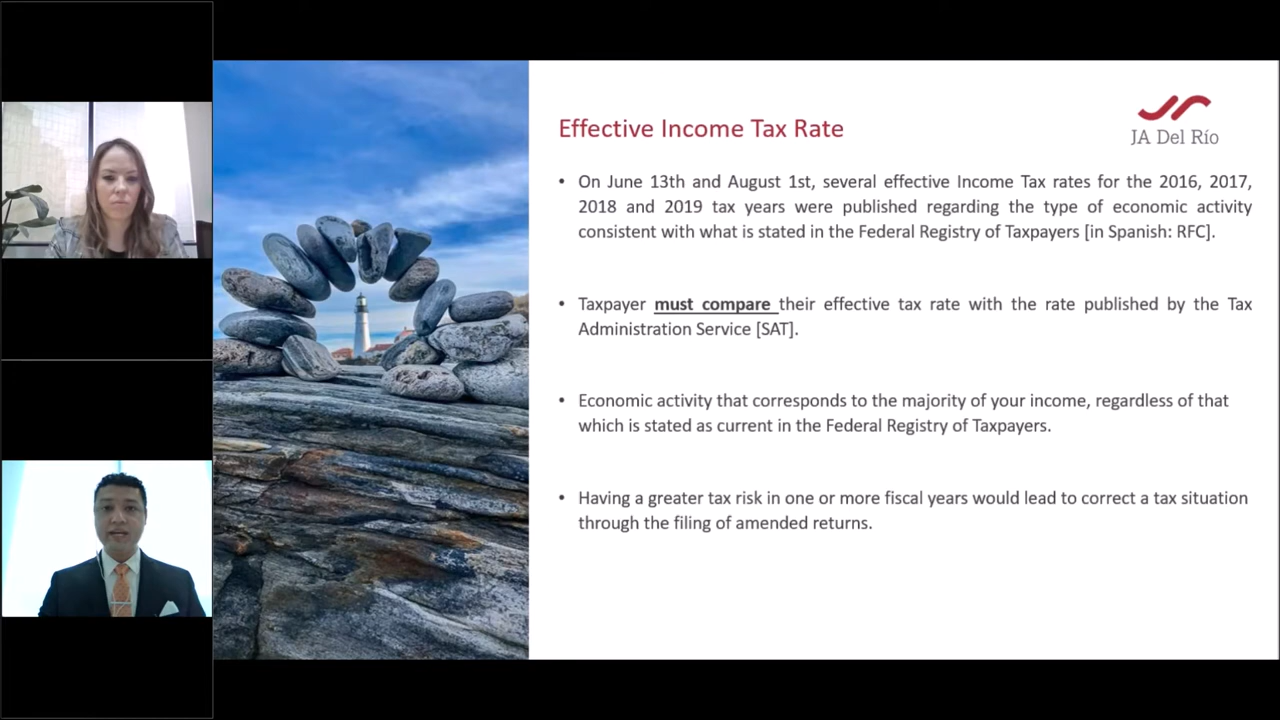 Effective Income Tax Rate
JA Del Río
• On June 13th and August 1st, several effective Income Tax rates for the 2016, 2017,
2018 and 2019 tax years were published regarding the type of economic activity
consistent with what is stated in the Federal Registry of Taxpayers [in Spanish: RFC].
• Taxpayer must compare their effective tax rate with the rate published by the Tax
Administration Service [SAT].
• Economic activity that corresponds to the majority of your income, regardless of that
which is stated as current in the Federal Registry of Taxpayers.
• Having a greater tax risk in one or more fiscal years would lead to correct a tax situation
through the filing of amended returns.